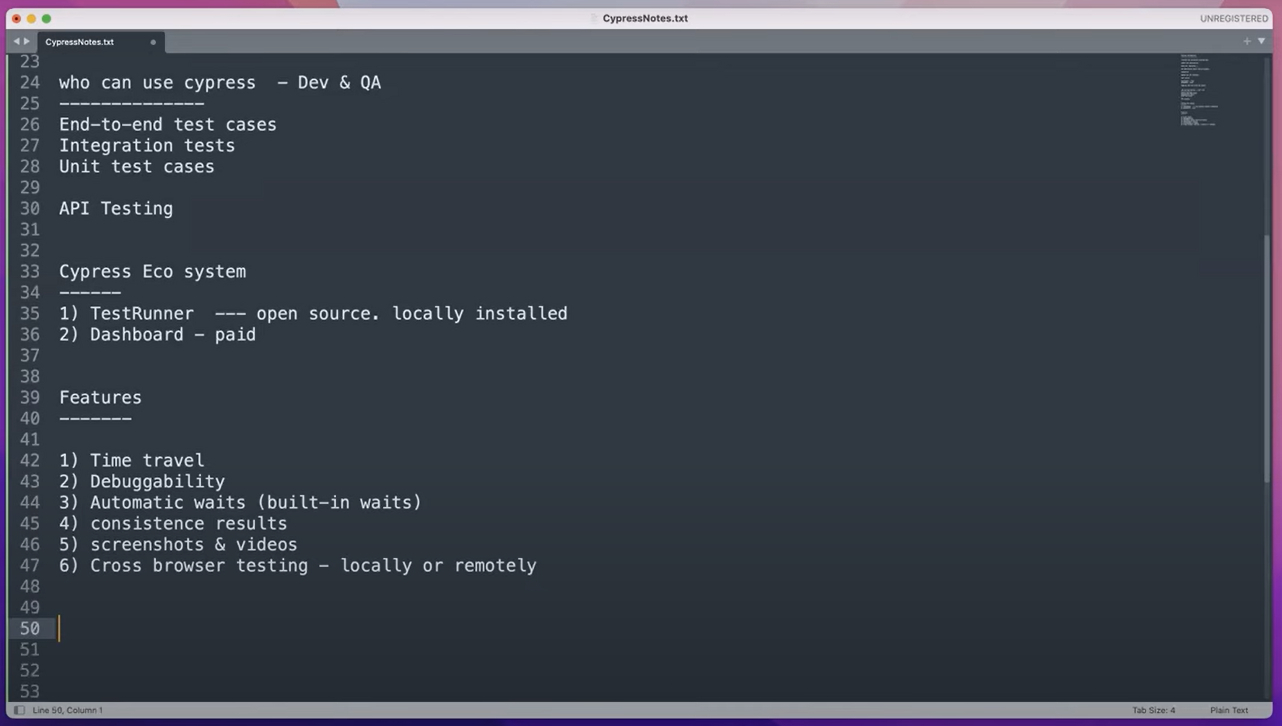 CypressNotes.txt
UNREGISTERED
CypressNotes.txt
23
24 who can use cypress  - Dev & QA
25 --------------
26 End-to-end test cases
27 Integration tests
28 Unit test cases
29
30 API Testing
31
32
33 Cypress Eco system
34 ------
35 1) TestRunner  --- open source. locally installed
36 2) Dashboard - paid
37
38
39 Features
40 -------
41
42 1) Time travel
43 2) Debuggability
44 3) Automatic waits (built-in waits)
45 4) consistence results
46 5) screenshots & videos
47 6) Cross browser testing - locally or remotely
48
49
50
51
52
53
Line 50, Column 1
Tab Size: 4
Plain Text